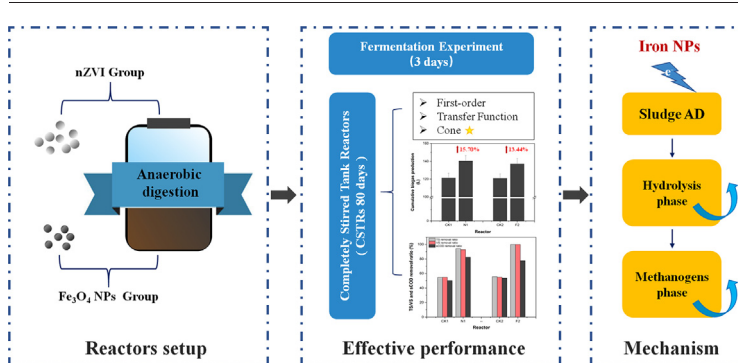 nZVI Group
Anaerobic
digestion
Fe₃O₄ NPs Group
Reactors setup
Fermentation Experiment
(3 days)
Completely Stirred Tank Reactors
( CSTRs 80 days )
➢ First-order
➢ Transfer Function
➢ Cone
15.70%
13.44%
Cumulative biogas production
(L)
CK1 N1 CK2 F2
Reactor
TS/VS and sCOD removal ratio (%)
CK1 N1 CK2 F2
Reactor
Effective performance
Iron NPs
e⁻
Sludge AD
Hydrolysis
phase
Methanogens
phase
Mechanism